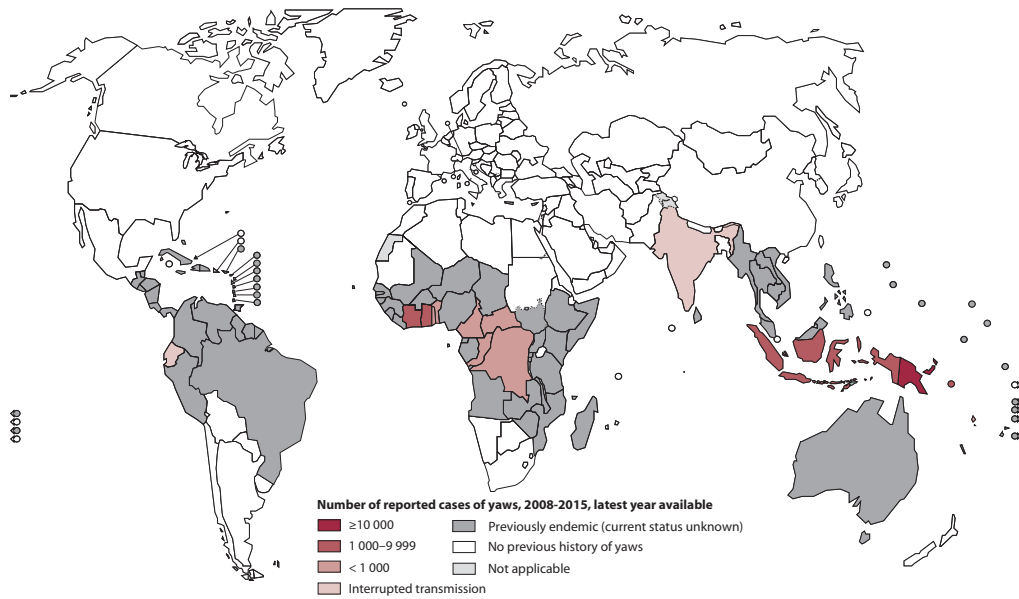 Number of reported cases of yaws, 2008-2015, latest year available
≥10 000
1 000–9 999
< 1 000
Interrupted transmission
Previously endemic (current status unknown)
No previous history of yaws
Not applicable